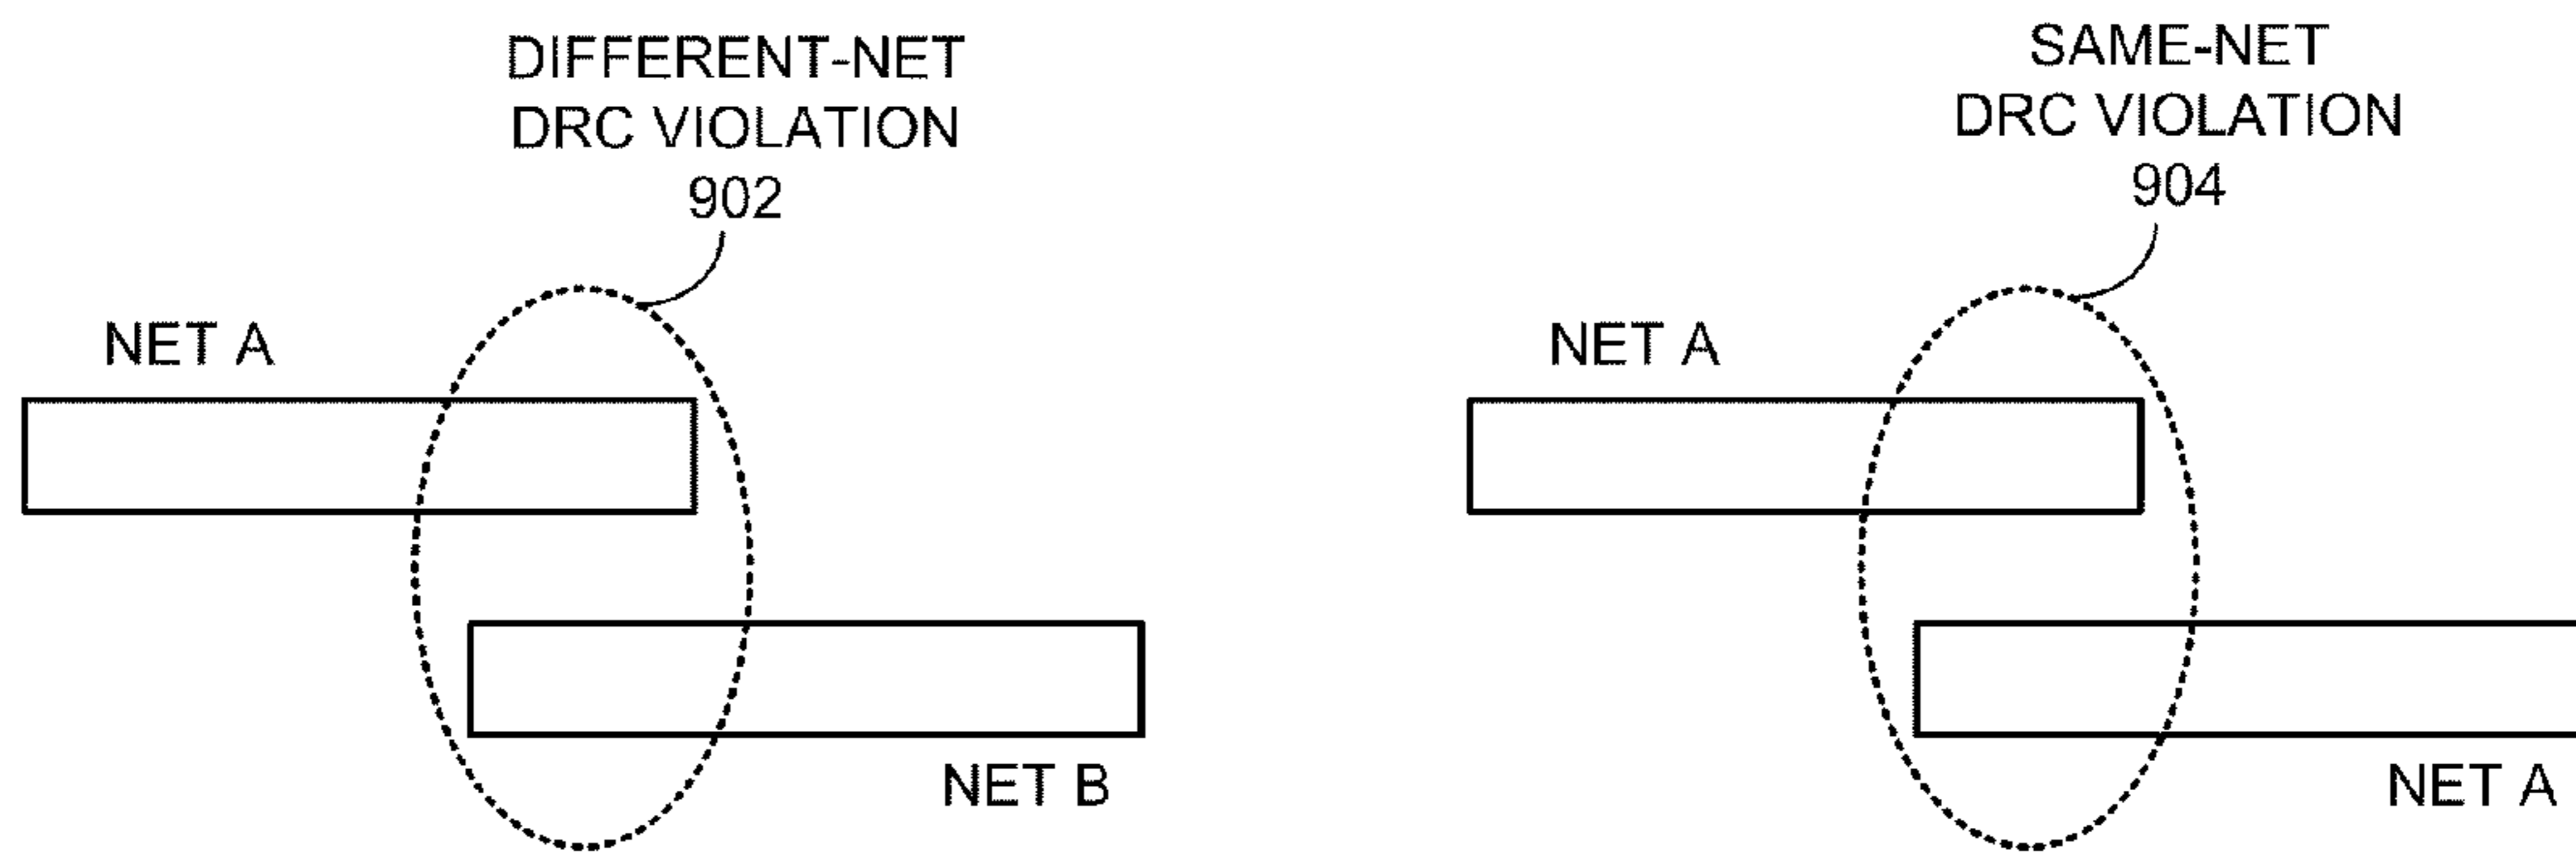 DIFFERENT-NET
DRC VIOLATION
902
NET A
NET B
SAME-NET
DRC VIOLATION
904
NET A
NET A